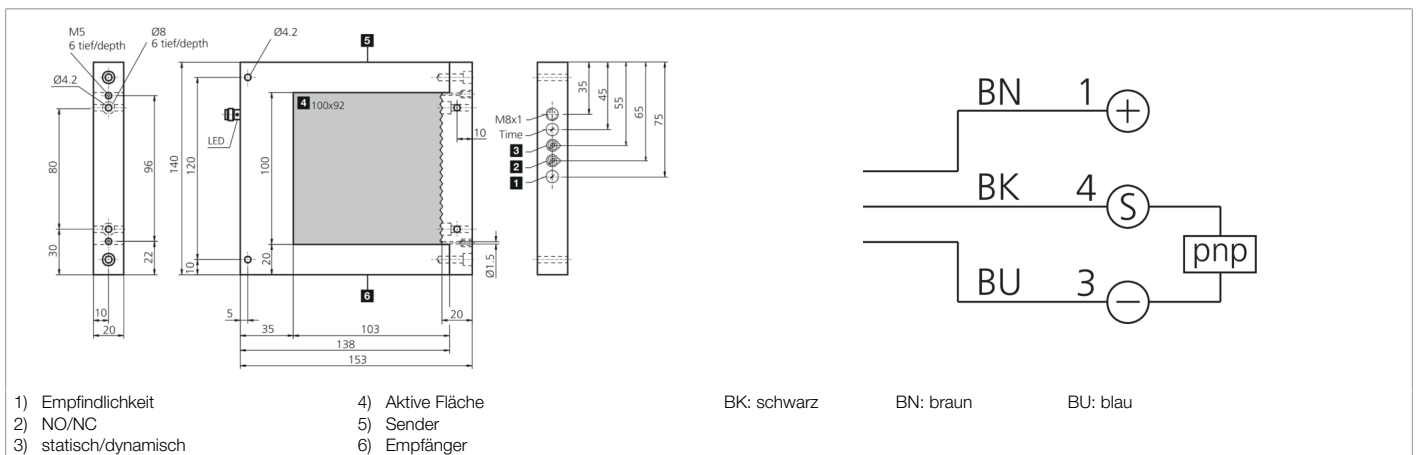 M5
6 tief/depth
Ø8
6 tief/depth
Ø4.2
80
30
96
22
10
20
Ø4.2
5
4 100x92
LED
140
120
100
10
20
10
Ø1.5
5
35
103
20
138
153
6
35
45
55
65
75
M8x1
Time
3
2
1
BN 1 +
BK 4 S
pnp
BU 3 −
1) Empfindlichkeit
2) NO/NC
3) statisch/dynamisch
4) Aktive Fläche
5) Sender
6) Empfänger
BK: schwarz
BN: braun
BU: blau